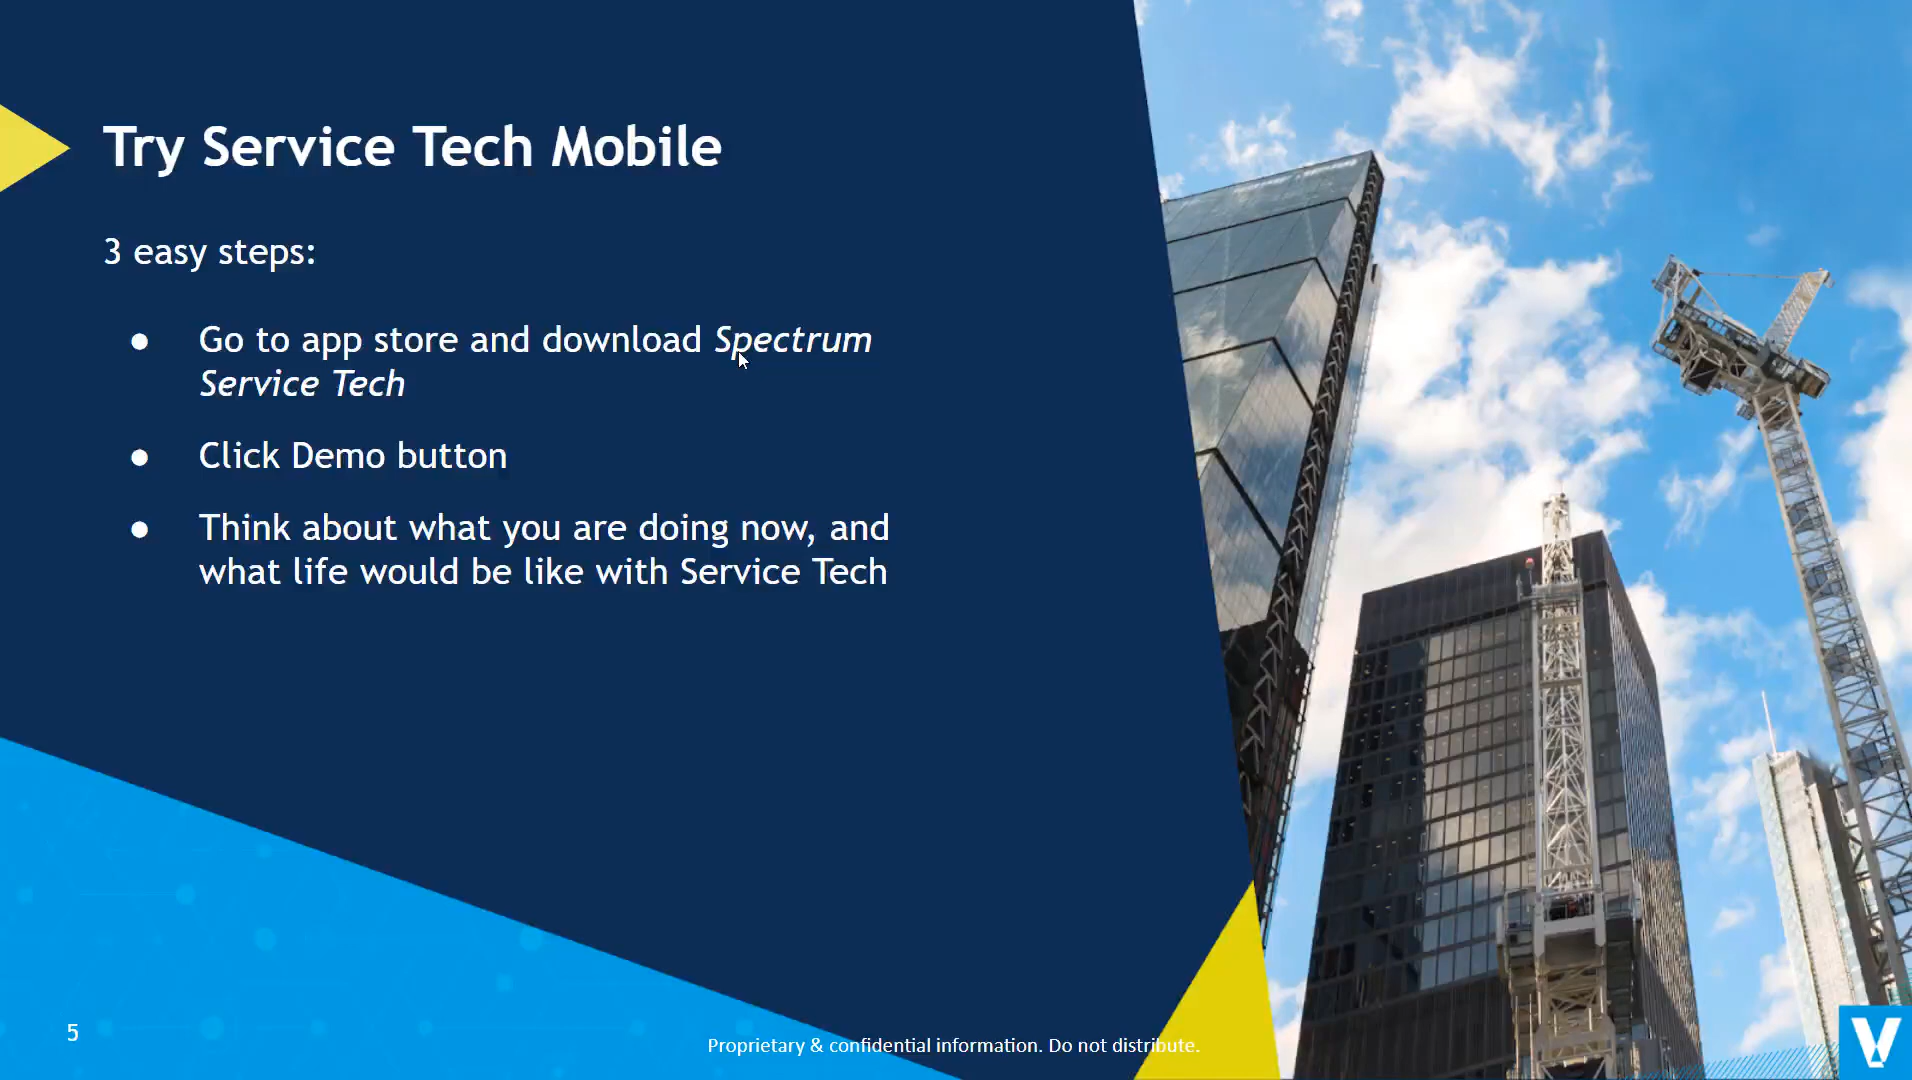 Try Service Tech Mobile
3 easy steps:
● Go to app store and download Spectrum
Service Tech
● Click Demo button
● Think about what you are doing now, and
what life would be like with Service Tech
5
Proprietary & confidential information. Do not distribute.